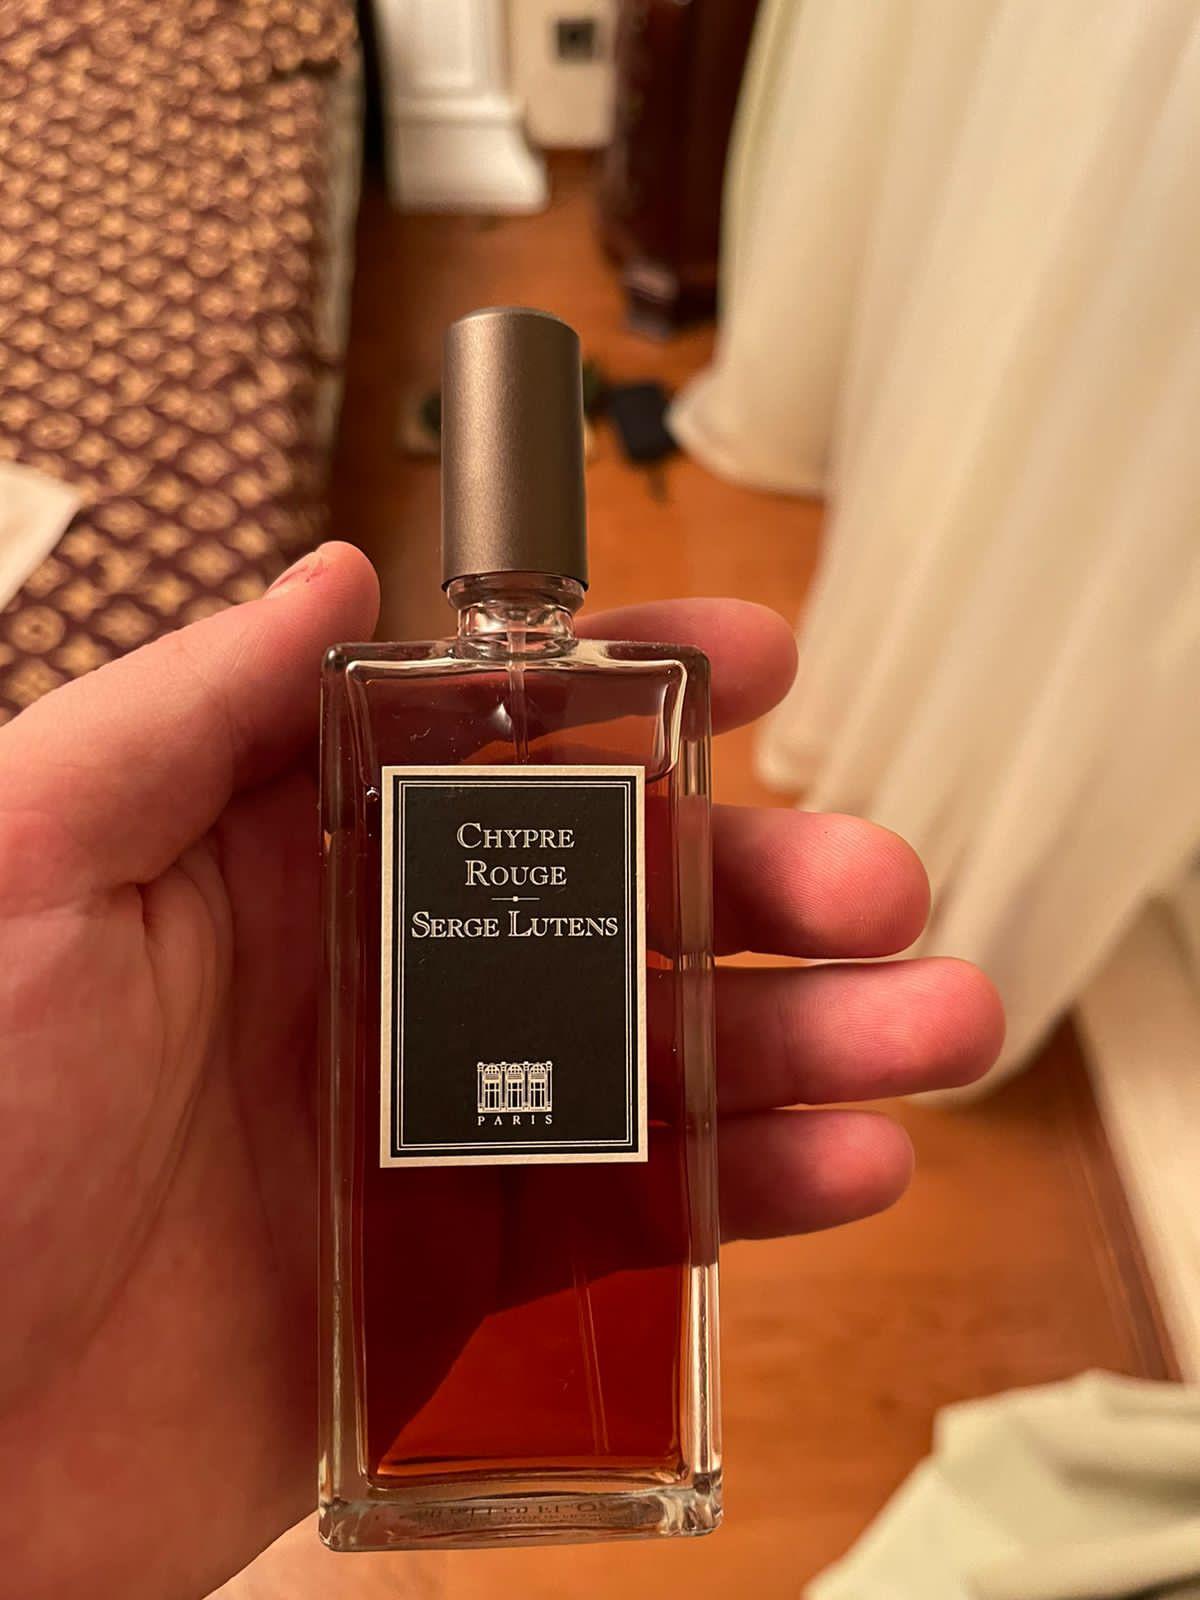 CHYPRE
ROUGE
SERGE LUTENS
PARIS